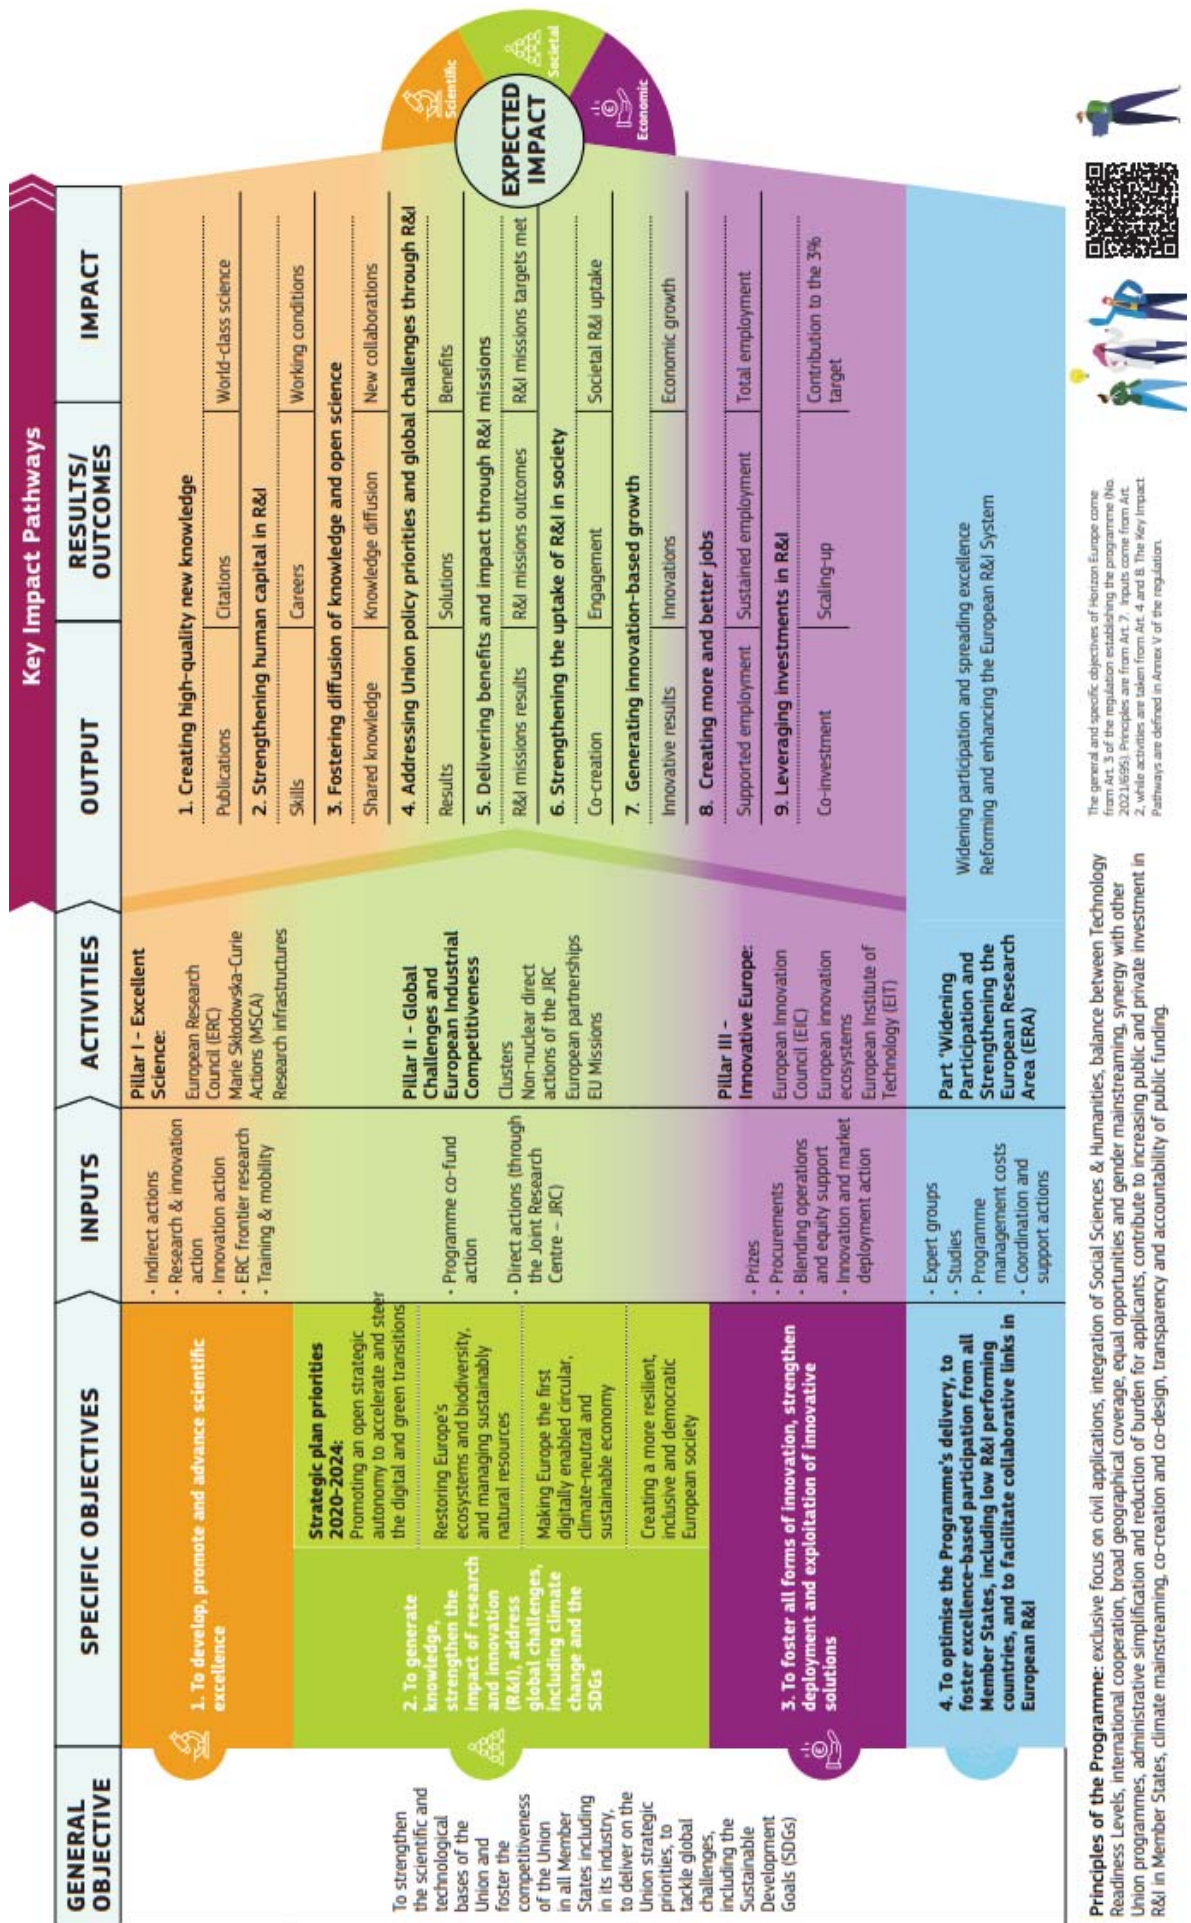 Key Impact Pathways
GENERAL
OBJECTIVE
SPECIFIC OBJECTIVES
INPUTS
ACTIVITIES
OUTPUT
RESULTS/
OUTCOMES
IMPACT
To strengthen
the scientific and
technological
bases of the
Union and
foster the
competitiveness
of the Union
in all Member
States including
in its industry,
to deliver on the
Union strategic
priorities, to
tackle global
challenges,
including the
Sustainable
Development
Goals (SDGs)
1. To develop, promote and advance scientific
excellence
2. To generate
knowledge,
strengthen the
impact of research
and innovation
(R&I), address
global challenges,
including climate
change and the
SDGs
Strategic plan priorities
2020-2024:
Promoting an open strategic
autonomy to accelerate and steer
the digital and green transitions
Restoring Europe's
ecosystems and biodiversity,
and managing sustainably
natural resources
Making Europe the first
digitally enabled circular,
climate-neutral and
sustainable economy
Creating a more resilient,
inclusive and democratic
European society
3. To foster all forms of innovation, strengthen
deployment and exploitation of innovative
solutions
4. To optimise the Programme's delivery, to
foster excellence-based participation from all
Member States, including low R&I performing
countries, and to facilitate collaborative links in
European R&I
• Indirect actions
• Research & innovation
action
• Innovation action
• ERC frontier research
• Training & mobility
• Programme co-fund
action
• Direct actions (through
the Joint Research
Centre – JRC)
• Prizes
• Procurements
• Blending operations
and equity support
• Innovation and market
deployment action
• Expert groups
• Studies
• Programme
management costs
• Coordination and
support actions
Pillar I - Excellent
Science:
European Research
Council (ERC)
Marie Skłodowska-Curie
Actions (MSCA)
Research infrastructures
Pillar II – Global
Challenges and
European Industrial
Competitiveness
Clusters
Non-nuclear direct
actions of the JRC
European partnerships
EU Missions
Pillar III –
Innovative Europe:
European Innovation
Council (EIC)
European innovation
ecosystems
European Institute of
Technology (EIT)
Part "Widening
Participation and
Strengthening the
European Research
Area (ERA)
1. Creating high-quality new knowledge
Publications Citations World-class science
2. Strengthening human capital in R&I
Skills Careers Working conditions
3. Fostering diffusion of knowledge and open science
Shared knowledge Knowledge diffusion New collaborations
4. Addressing Union policy priorities and global challenges through R&I
Results Solutions Benefits
5. Delivering benefits and impact through R&I missions
R&I missions results R&I missions outcomes R&I missions targets met
6. Strengthening the uptake of R&I in society
Co-creation Engagement Societal R&I uptake
7. Generating innovation-based growth
Innovative results Innovations Economic growth
8. Creating more and better jobs
Supported employment Sustained employment Total employment
9. Leveraging investments in R&I
Co-investment Scaling-up Contribution to the 3%
target
Widening participation and spreading excellence
Reforming and enhancing the European R&I System
Scientific
Societal
Economic
EXPECTED
IMPACT
Principles of the Programme: exclusive focus on civil applications, integration of Social Sciences & Humanities, balance between Technology
Readiness Levels, international cooperation, broad geographical coverage, equal opportunities and gender mainstreaming, synergy with other
Union programmes, administrative simplification and reduction of burden for applicants, contribute to increasing public and private investment in
R&I in Member States, climate mainstreaming, co-creation and co-design, transparency and accountability of public funding.
The general and specific objectives of Horizon Europe come
from Art. 3 of the regulation establishing the programme (No.
2021/695). Principles are from Art. 7. Inputs come from Art.
2, while activities are taken from Art. 4 and 8. The Key Impact
Pathways are defined in Annex V of the regulation.